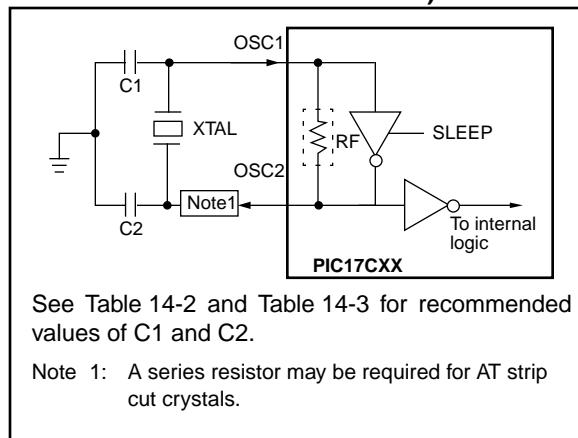 OSC1
C1
XTAL
SLEEP
RF
OSC2
Note1
C2
To internal
logic
PIC17CXX
See Table 14-2 and Table 14-3 for recommended
values of C1 and C2.
Note 1: A series resistor may be required for AT strip
cut crystals.